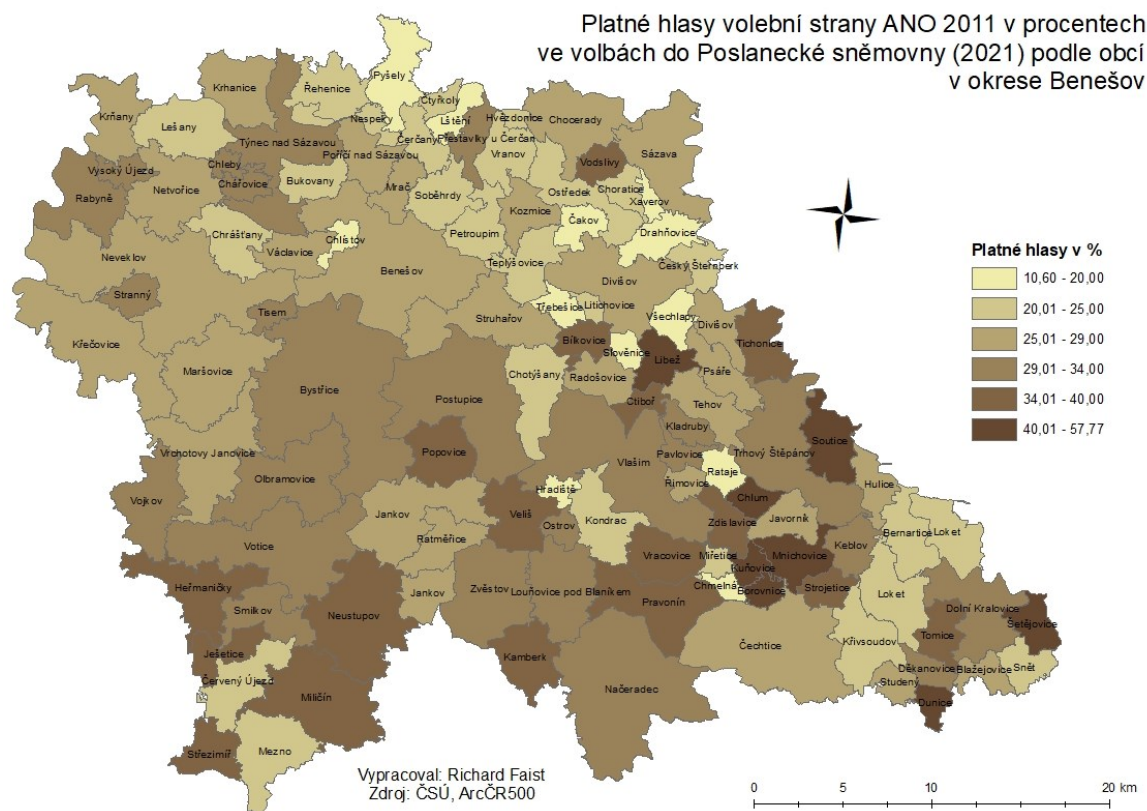 Platné hlasy volební strany ANO 2011 v procentech
ve volbách do Poslanecké sněmovny (2021) podle obcí
v okrese Benešov
Pyšely
Krhanice
Řehenice
Čtyřkoly
Krňany
Lešany
Nespeky
Lštění
Hvězdonice
Chocerady
Týnec nad Sázavou
Čerčany
Přestavlky u Čerčan
Vysoký Újezd
Chleby
Poříčí nad Sázavou
Vranov
Vodslivy
Sázava
Rabyně
Chářovice
Bukovany
Mrač
Netvořice
Soběhrdy
Ostředek
Choratice
Xaverov
Kozmice
Čakov
Chrášťany
Chlístov
Petroupim
Drahňovice
Václavice
Neveklov
Benešov
Teplýšovice
Český Šternberk
Divišov
Stranný
Tisem
Struhařov
Třebešice
Litichovice
Všechlapy
Divišov
Tichonice
Křečovice
Bílkovice
Slověnice
Libež
Maršovice
Chotýšany
Radošovice
Psáře
Bystřice
Postupice
Ctiboř
Tehov
Kladruby
Soutice
Vrchotovy Janovice
Popovice
Vlašim
Pavlovice
Trhový Štěpánov
Olbramovice
Rataje
Římovice
Hulice
Vojkov
Hradiště
Chlum
Jankov
Veliš
Kondrac
Zdislavice
Javorník
Votice
Ratměřice
Ostrov
Keblov
Bernartice
Loket
Vracovice
Miřetice
Kuňovice
Mnichovice
Heřmaničky
Zvěstov
Louňovice pod Blaníkem
Chmelná
Borovnice
Strojetice
Loket
Smilkov
Neustupov
Jankov
Pravonín
Dolní Kralovice
Šetějovice
Ješetice
Kamberk
Čechtice
Křivsoudov
Tomice
Červený Újezd
Miličín
Načeradec
Děkanovice
Blažejovice
Snět
Studený
Dunice
Střezimíř
Mezno
Platné hlasy v %
10,60 - 20,00
20,01 - 25,00
25,01 - 29,00
29,01 - 34,00
34,01 - 40,00
40,01 - 57,77
Vypracoval: Richard Faist
Zdroj: ČSÚ, ArcČR500
0 5 10 20 km